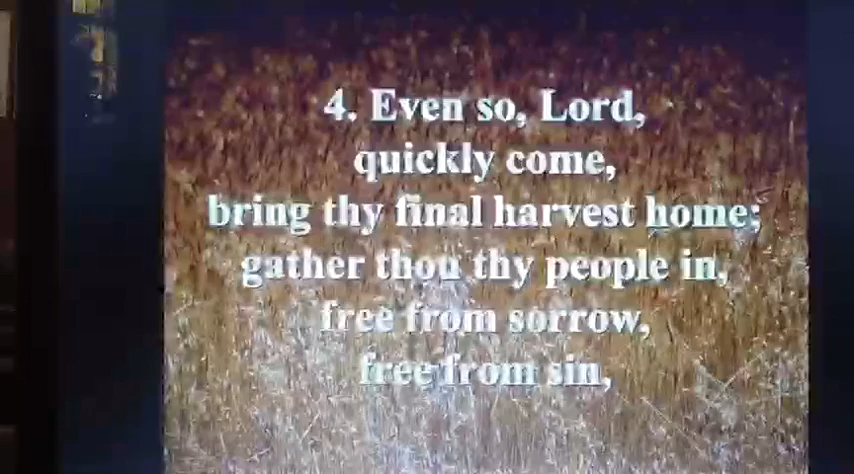 4. Even so, Lord,
quickly come,
bring thy final harvest home;
gather thou thy people in,
free from sorrow,
free from sin,